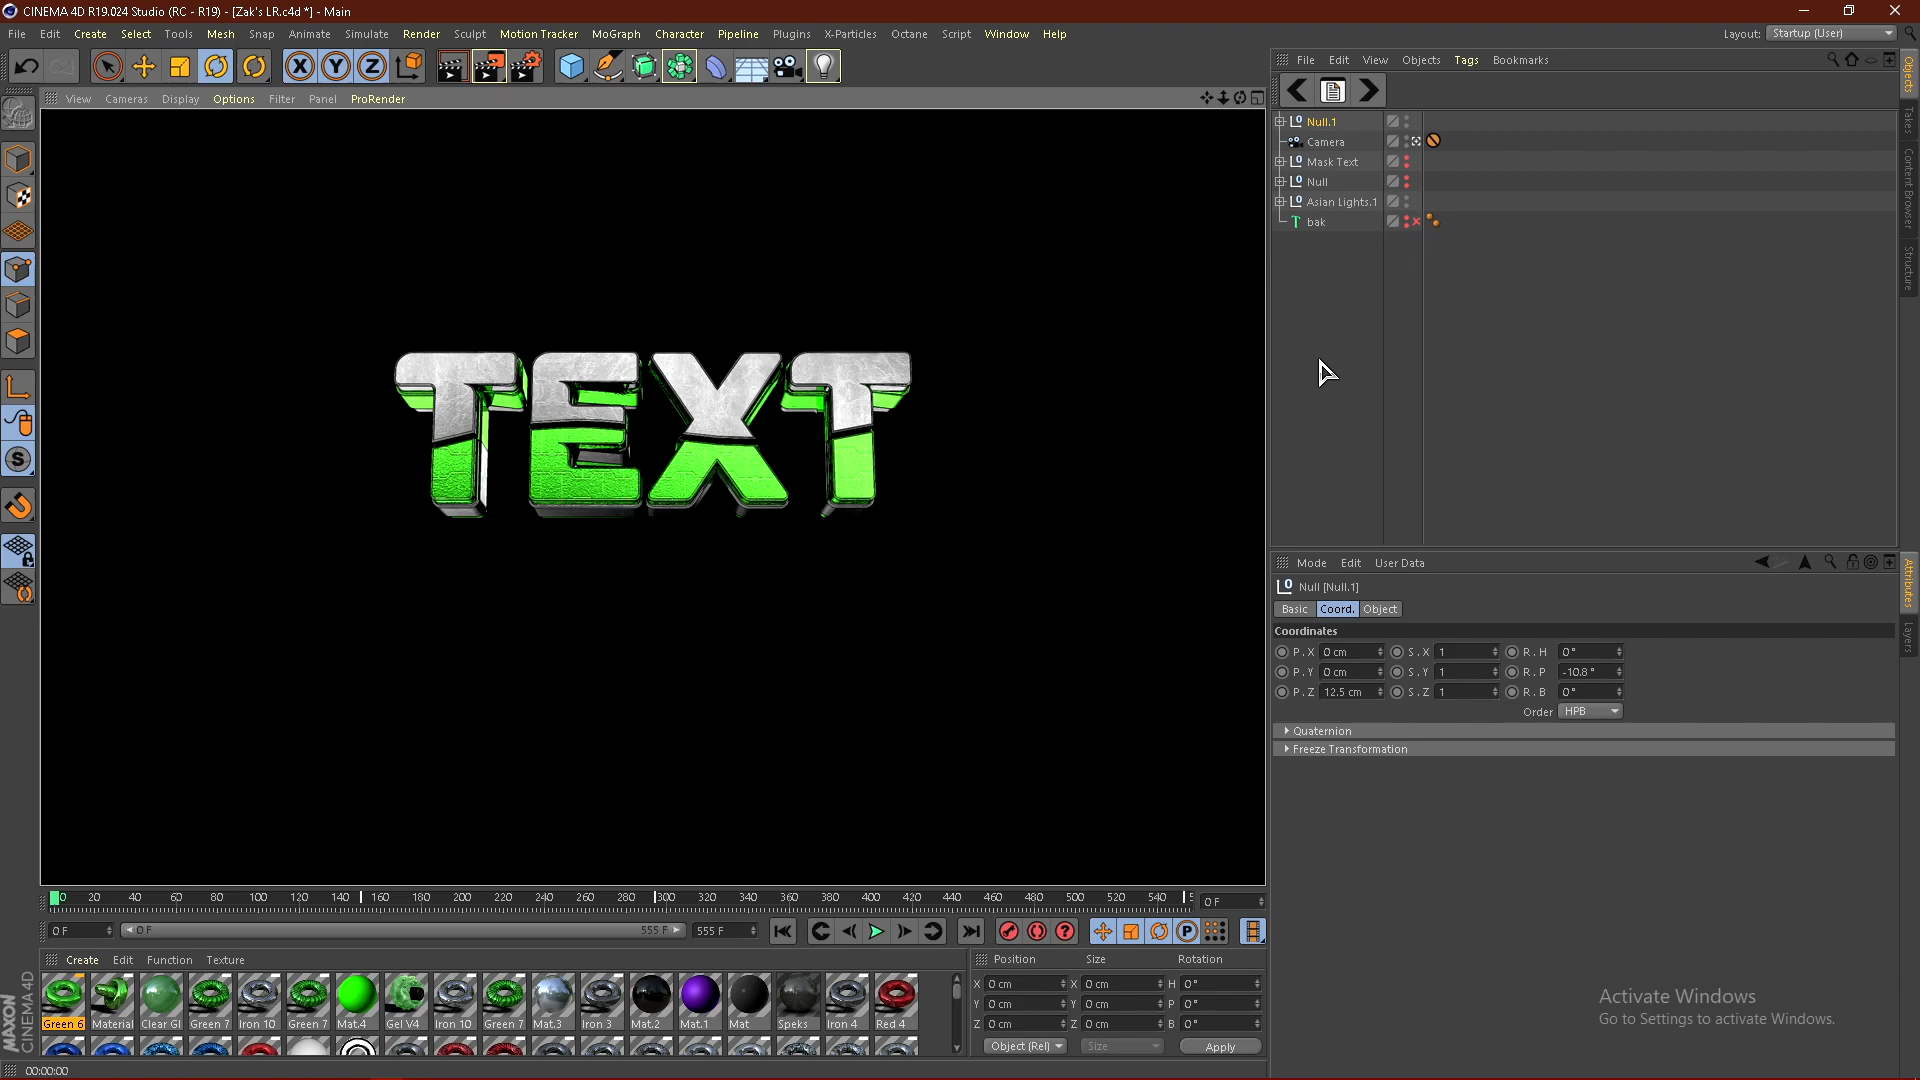 CINEMA 4D R19.024 Studio (RC - R19) - [Zak's LR.c4d *] - Main
File Edit Create Select Tools Mesh Snap Animate Simulate Render Sculpt Motion Tracker MoGraph Character Pipeline Plugins X-Particles Octane Script Window Help
Layout: Startup (User)
X Y Z
File Edit View Objects Tags Bookmarks
View Cameras Display Options Filter Panel ProRender
Null.1
Camera
Mask Text
Null
Asian Lights.1
bak
Objects
Takes
Content Browser
Structure
TEXT
S
Mode Edit User Data
Null [Null.1]
Basic Coord. Object
Coordinates
P . X 0 cm S . X 1 R . H 0 °
P . Y 0 cm S . Y 1 R . P -10.8 °
P . Z 12.5 cm S . Z 1 R . B 0 °
Order HPB
Quaternion
Freeze Transformation
Attributes
Layers
0 20 40 60 80 100 120 140 160 180 200 220 240 260 280 300 320 340 360 380 400 420 440 460 480 500 520 540 5
0 F
0 F 0 F 555 F 555 F
P
Create Edit Function Texture
Green 6 Material Clear Gl Green 7 Iron 10 Green 7 Mat.4 Gel V4 Iron 10 Green 7 Mat.3 Iron 3 Mat.2 Mat.1 Mat Speks Iron 4 Red 4
Position Size Rotation
X 0 cm X 0 cm H 0 °
Y 0 cm Y 0 cm P 0 °
Z 0 cm Z 0 cm B 0 °
Object (Rel) Size Apply
MAXON
CINEMA 4D
Activate Windows
Go to Settings to activate Windows.
00:00:00